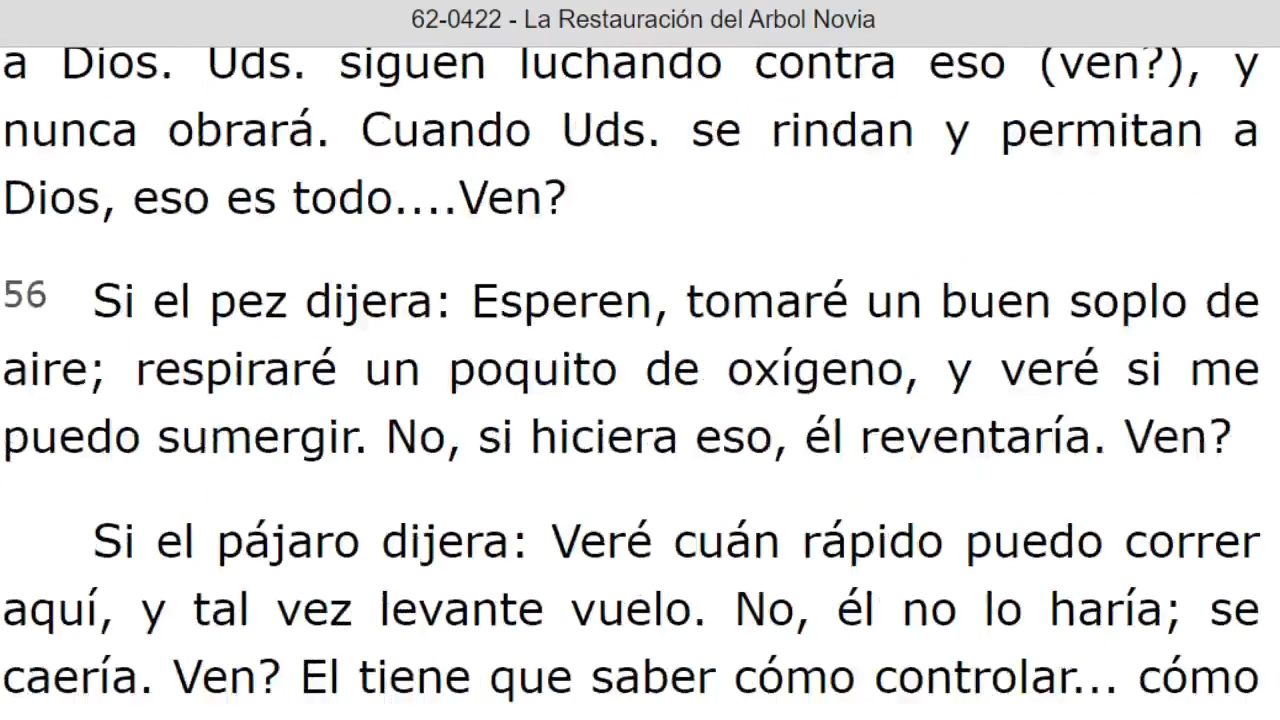 62-0422 - La Restauración del Arbol Novia
a Dios. Uds. siguen luchando contra eso (ven?), y
nunca obrará. Cuando Uds. se rindan y permitan a
Dios, eso es todo....Ven?
56 Si el pez dijera: Esperen, tomaré un buen soplo de
aire; respiraré un poquito de oxígeno, y veré si me
puedo sumergir. No, si hiciera eso, él reventaría. Ven?
Si el pájaro dijera: Veré cuán rápido puedo correr
aquí, y tal vez levante vuelo. No, él no lo haría; se
caería. Ven? El tiene que saber cómo controlar... cómo